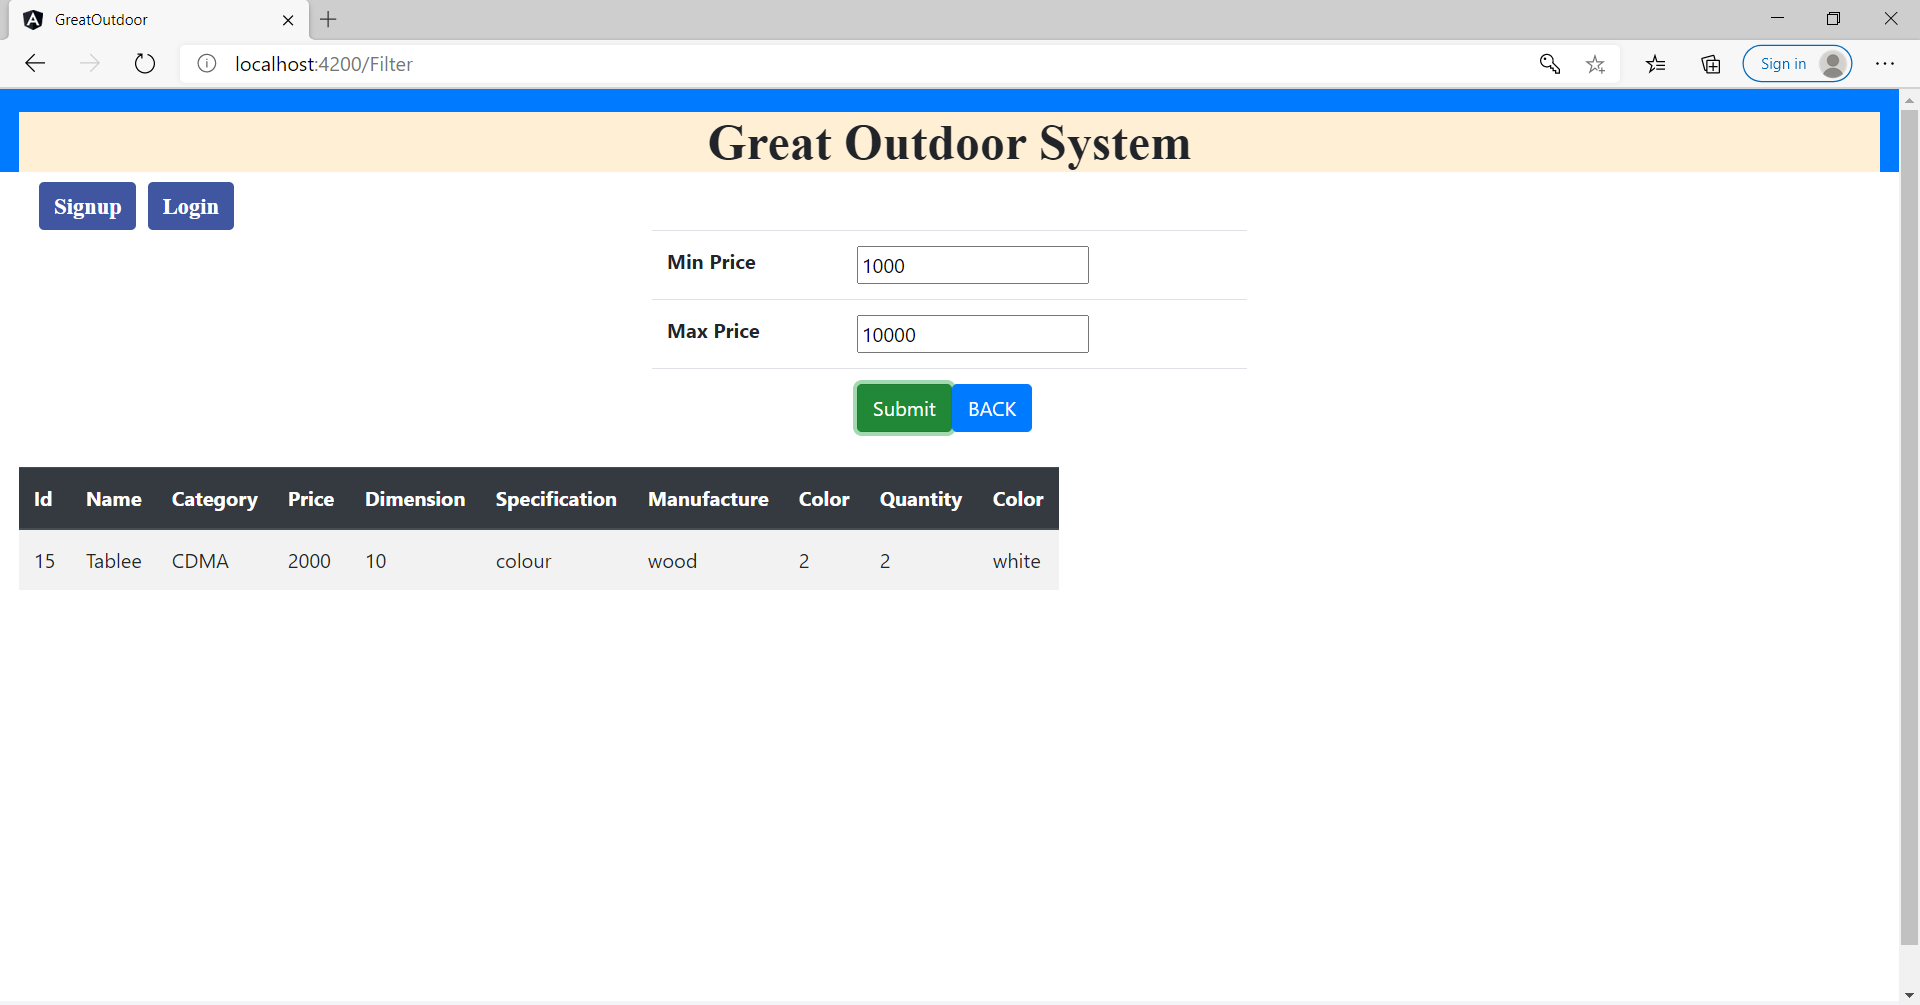 GreatOutdoor
localhost:4200/Filter
Sign in
Great Outdoor System
Signup Login
Min Price 1000
Max Price 10000
Submit BACK
Id Name Category Price Dimension Specification Manufacture Color Quantity Color
15 Tablee CDMA 2000 10 colour wood 2 2 white